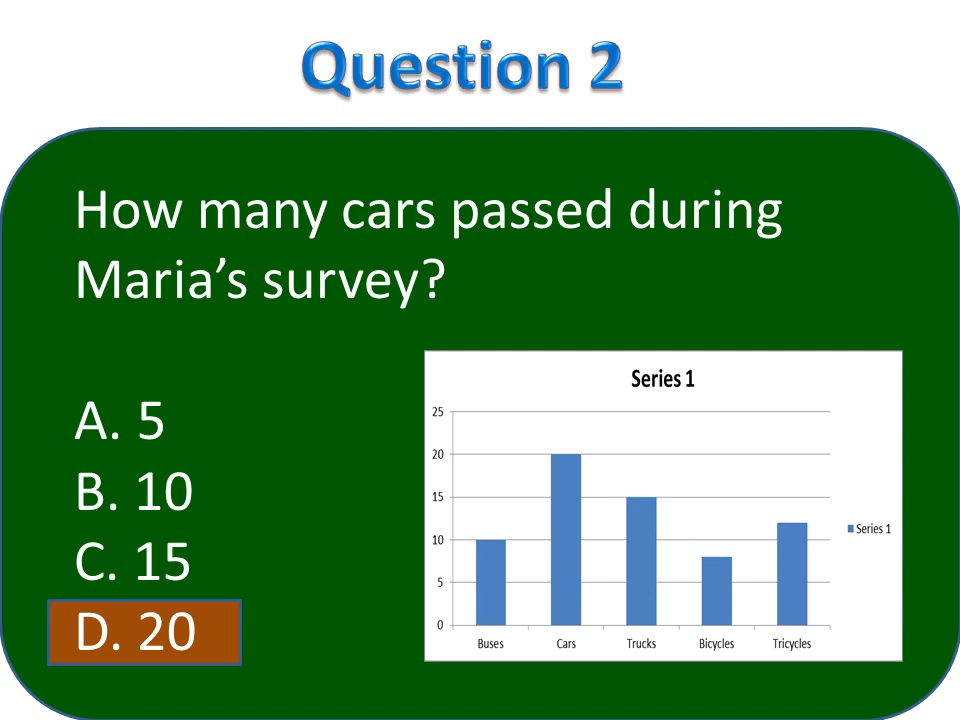 Question 2
How many cars passed during
Maria’s survey?
A. 5
B. 10
C. 15
D. 20
Series 1
25
20
15
10
5
0
Buses Cars Trucks Bicycles Tricycles
Series 1